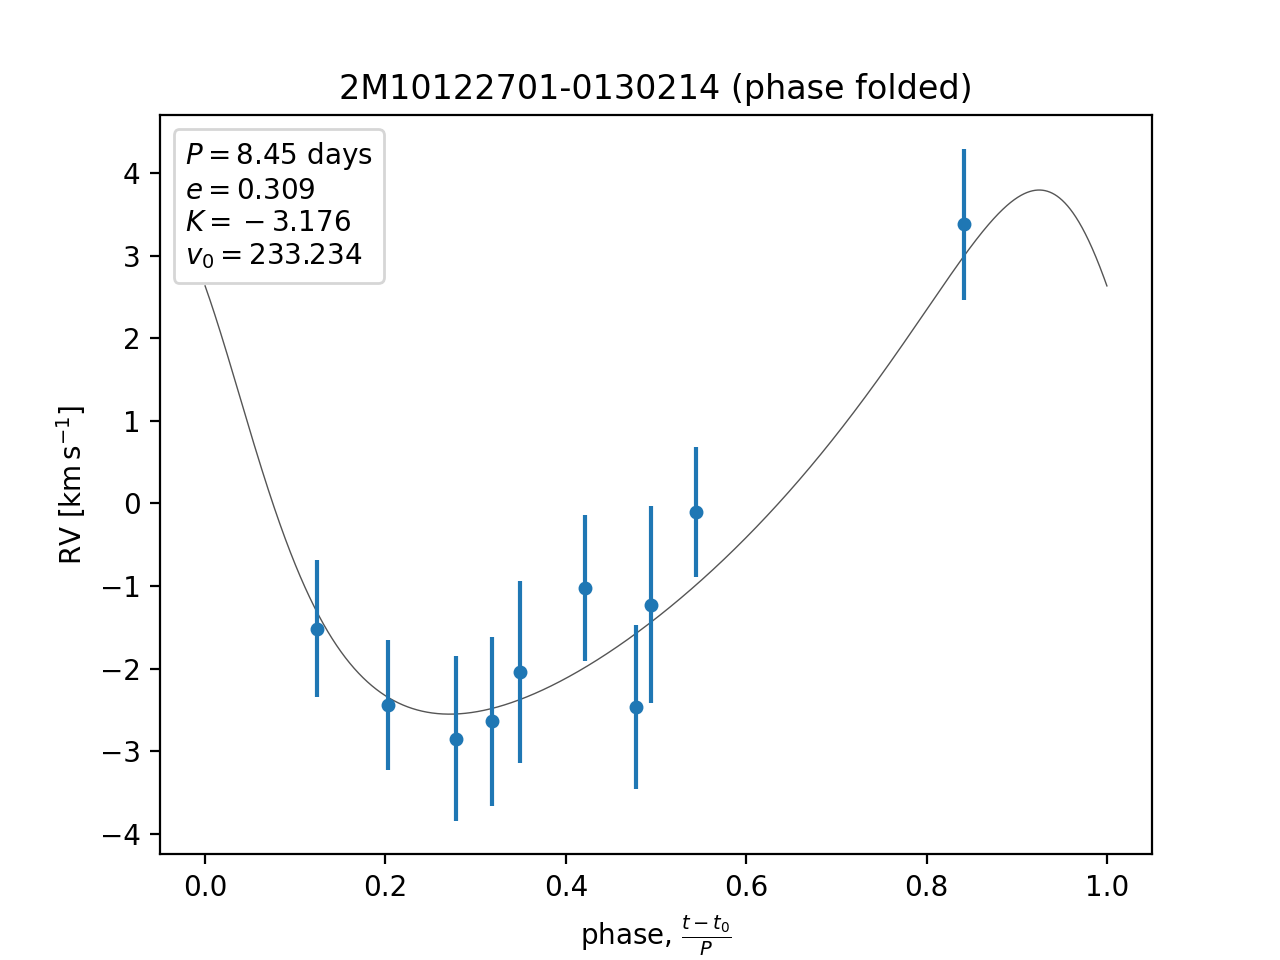 2M10122701-0130214 (phase folded)
P = 8.45 days
e = 0.309
K = −3.176
v₀ = 233.234
RV [km s⁻¹]
4
3
2
1
0
−1
−2
−3
−4
0.0 0.2 0.4 0.6 0.8 1.0
phase, (t − t₀)/P